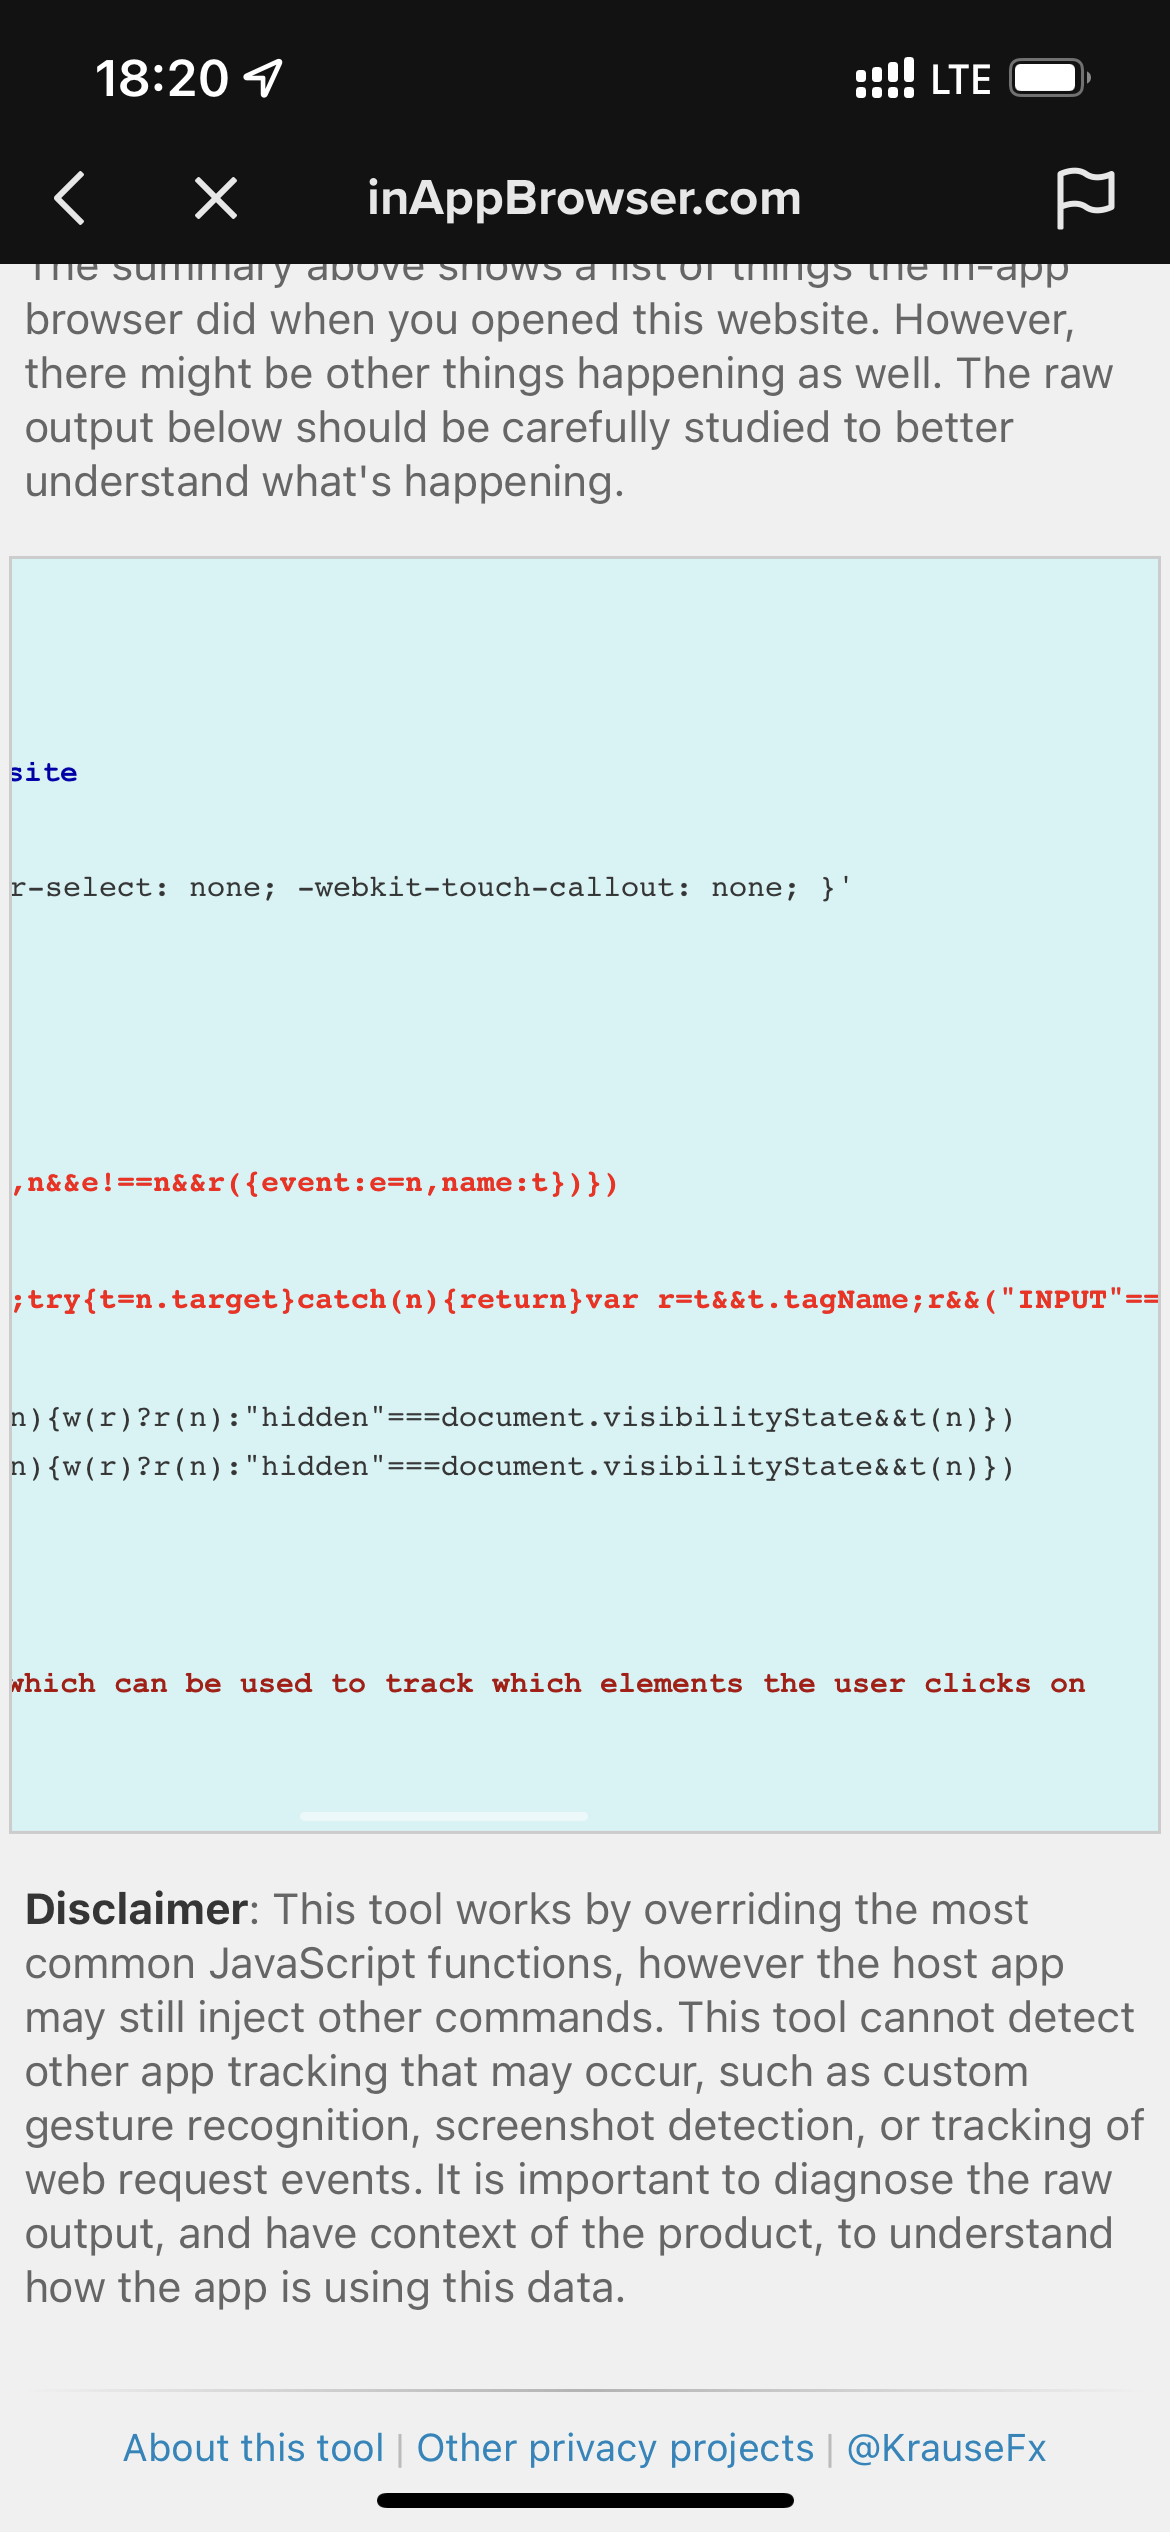 18:20
LTE
inAppBrowser.com
The summary above shows a list of things the in-app
browser did when you opened this website. However,
there might be other things happening as well. The raw
output below should be carefully studied to better
understand what's happening.
site
r-select: none; -webkit-touch-callout: none; }'
,n&&e!==n&&r({event:e=n,name:t})})
;try{t=n.target}catch(n){return}var r=t&&t.tagName;r&&("INPUT"==
n){w(r)?r(n):"hidden"===document.visibilityState&&t(n)})
n){w(r)?r(n):"hidden"===document.visibilityState&&t(n)})
which can be used to track which elements the user clicks on
Disclaimer: This tool works by overriding the most
common JavaScript functions, however the host app
may still inject other commands. This tool cannot detect
other app tracking that may occur, such as custom
gesture recognition, screenshot detection, or tracking of
web request events. It is important to diagnose the raw
output, and have context of the product, to understand
how the app is using this data.
About this tool | Other privacy projects | @KrauseFx